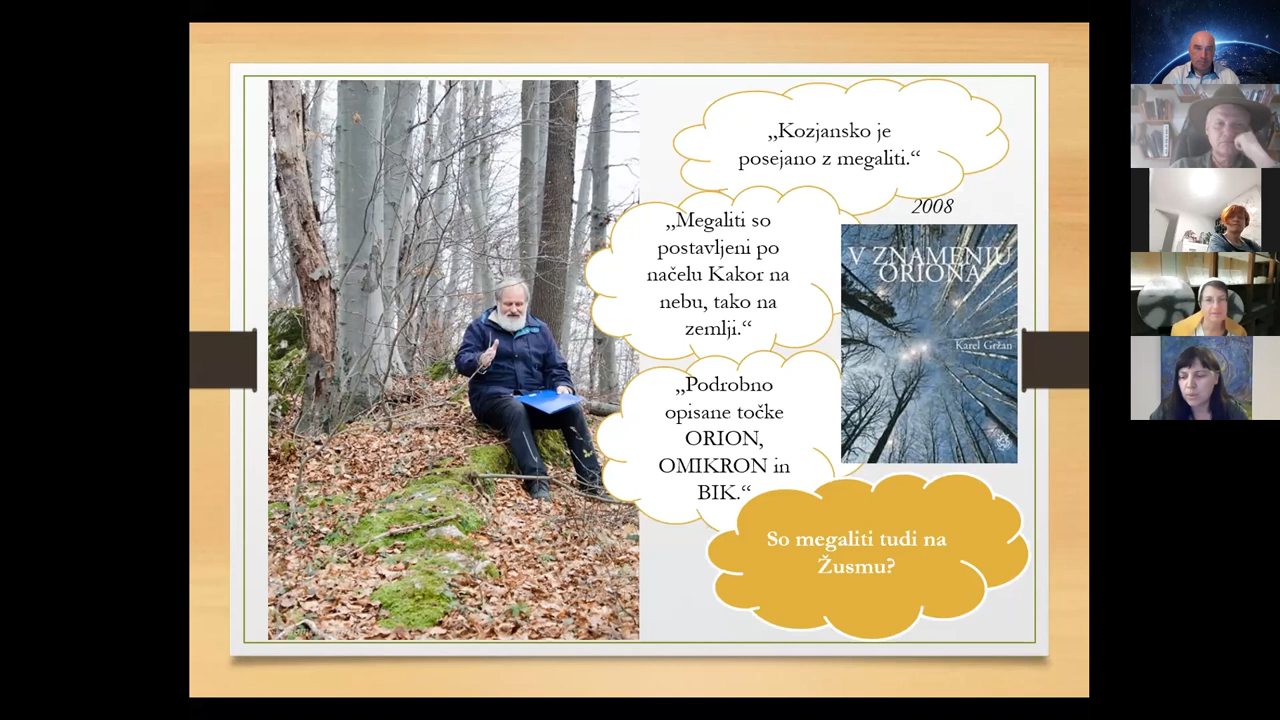 „Kozjansko je
posejano z megaliti.“
2008
„Megaliti so
postavljeni po
načelu Kakor na
nebu, tako na
zemlji.“
V ZNAMENJU
ORIONA
Karel Gržan
„Podrobno
opisane točke
ORION,
OMIKRON in
BIK.“
So megaliti tudi na
Žusmu?